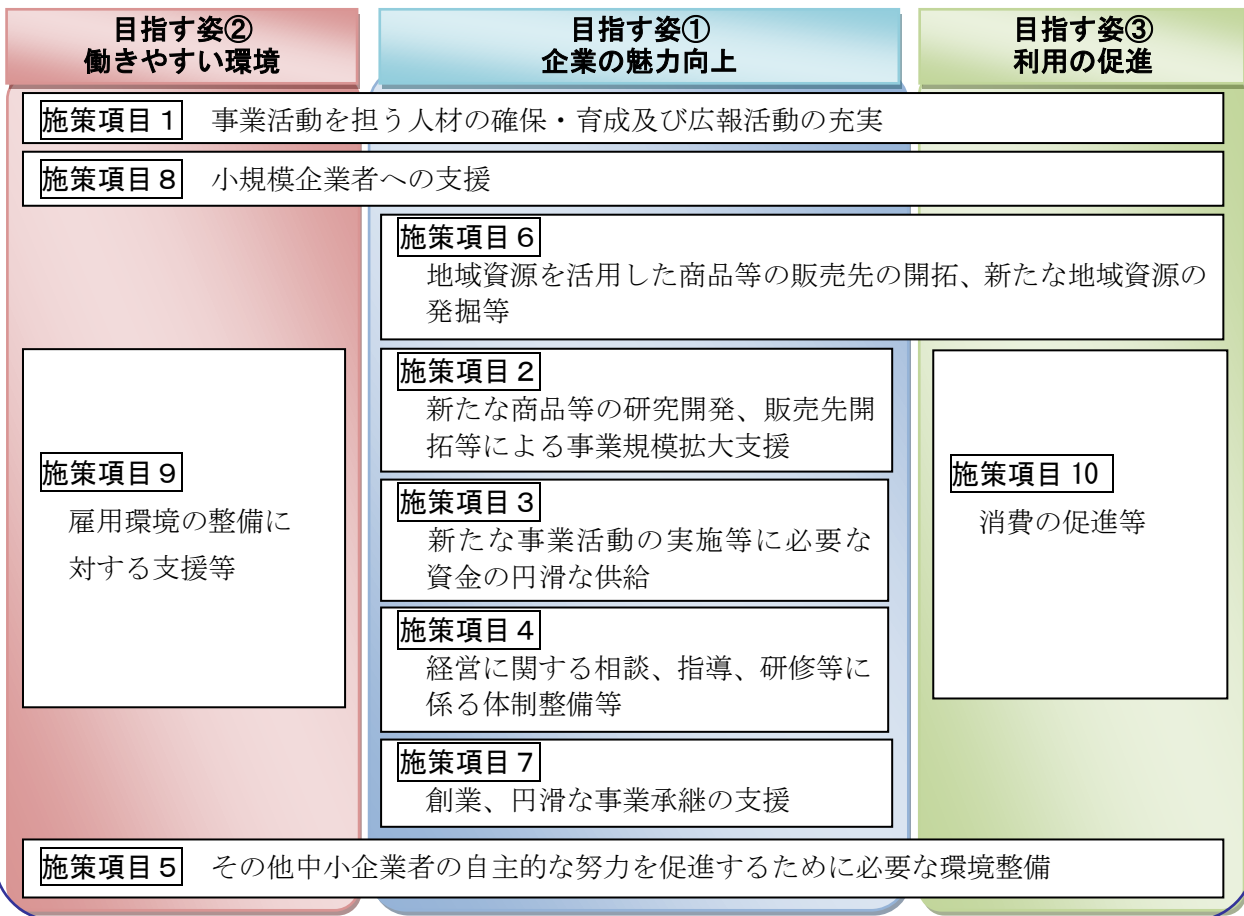 目指す姿②
働きやすい環境
目指す姿①
企業の魅力向上
目指す姿③
利用の促進
施策項目1 事業活動を担う人材の確保・育成及び広報活動の充実
施策項目8 小規模企業者への支援
施策項目6
地域資源を活用した商品等の販売先の開拓、新たな地域資源の
発掘等
施策項目9
雇用環境の整備に
対する支援等
施策項目2
新たな商品等の研究開発、販売先開
拓等による事業規模拡大支援
施策項目3
新たな事業活動の実施等に必要な
資金の円滑な供給
施策項目4
経営に関する相談、指導、研修等に
係る体制整備等
施策項目7
創業、円滑な事業承継の支援
施策項目10
消費の促進等
施策項目5 その他中小企業者の自主的な努力を促進するために必要な環境整備